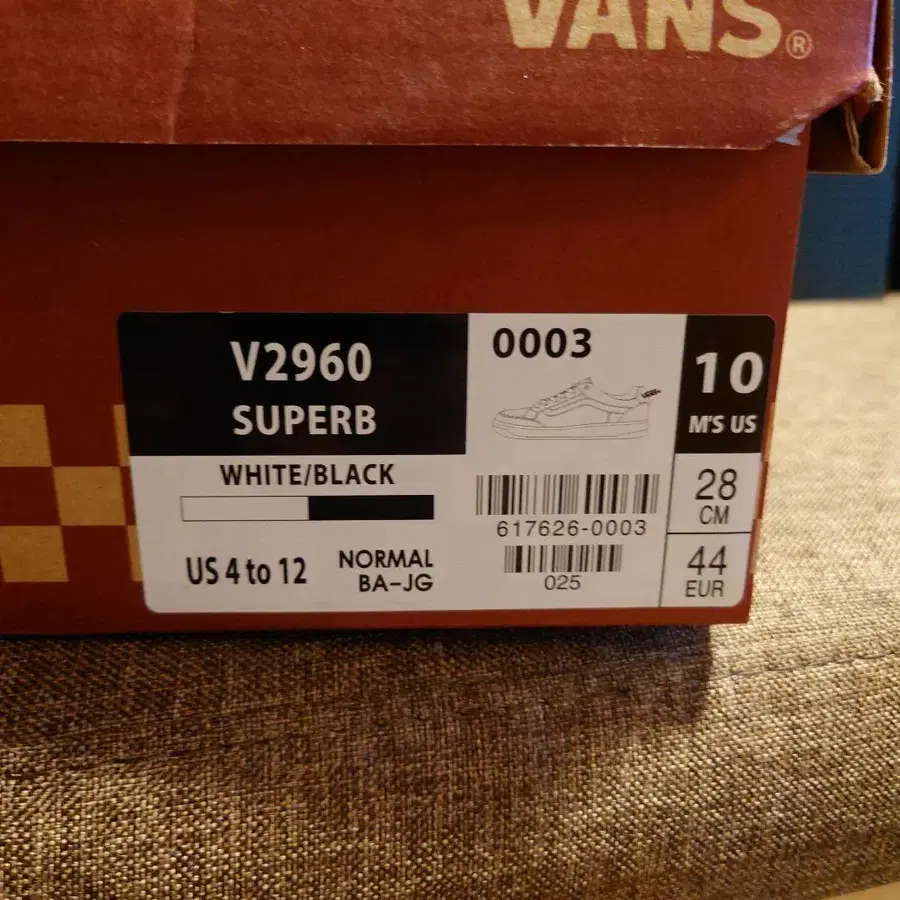 VANS®
V2960
SUPERB
WHITE/BLACK
US 4 to 12
NORMAL
BA-JG
0003
VANS
617626-0003
025
10
M'S US
28
CM
44
EUR